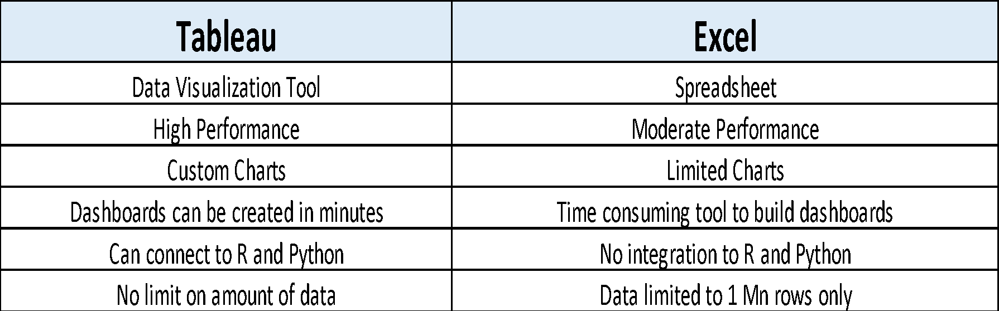 Tableau Excel
Data Visualization Tool Spreadsheet
High Performance Moderate Performance
Custom Charts Limited Charts
Dashboards can be created in minutes Time consuming tool to build dashboards
Can connect to R and Python No integration to R and Python
No limit on amount of data Data limited to 1 Mn rows only